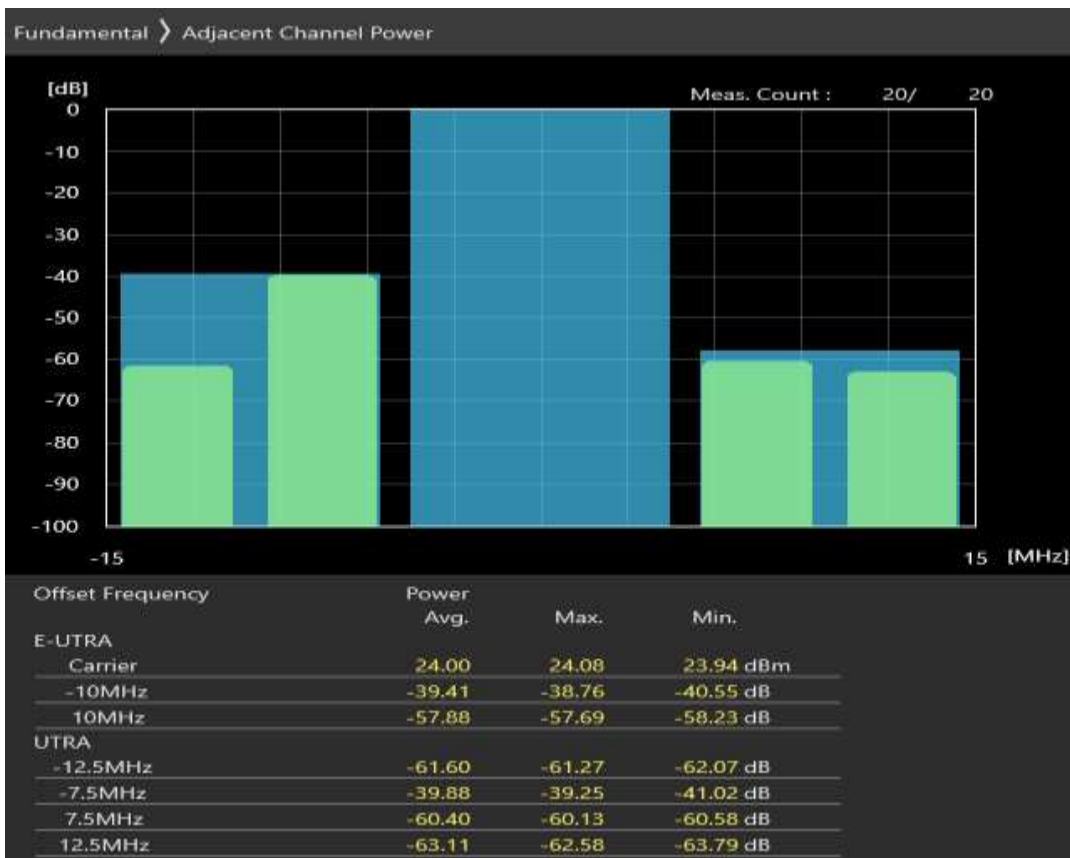 Fundamental ❯ Adjacent Channel Power
[dB]
Meas. Count : 20/ 20
0
-10
-20
-30
-40
-50
-60
-70
-80
-90
-100
-15 15 [MHz]
Offset Frequency Power
Avg. Max. Min.
E-UTRA
Carrier 24.00 24.08 23.94 dBm
-10MHz -39.41 -38.76 -40.55 dB
10MHz -57.88 -57.69 -58.23 dB
UTRA
-12.5MHz -61.60 -61.27 -62.07 dB
-7.5MHz -39.88 -39.25 -41.02 dB
7.5MHz -60.40 -60.13 -60.58 dB
12.5MHz -63.11 -62.58 -63.79 dB